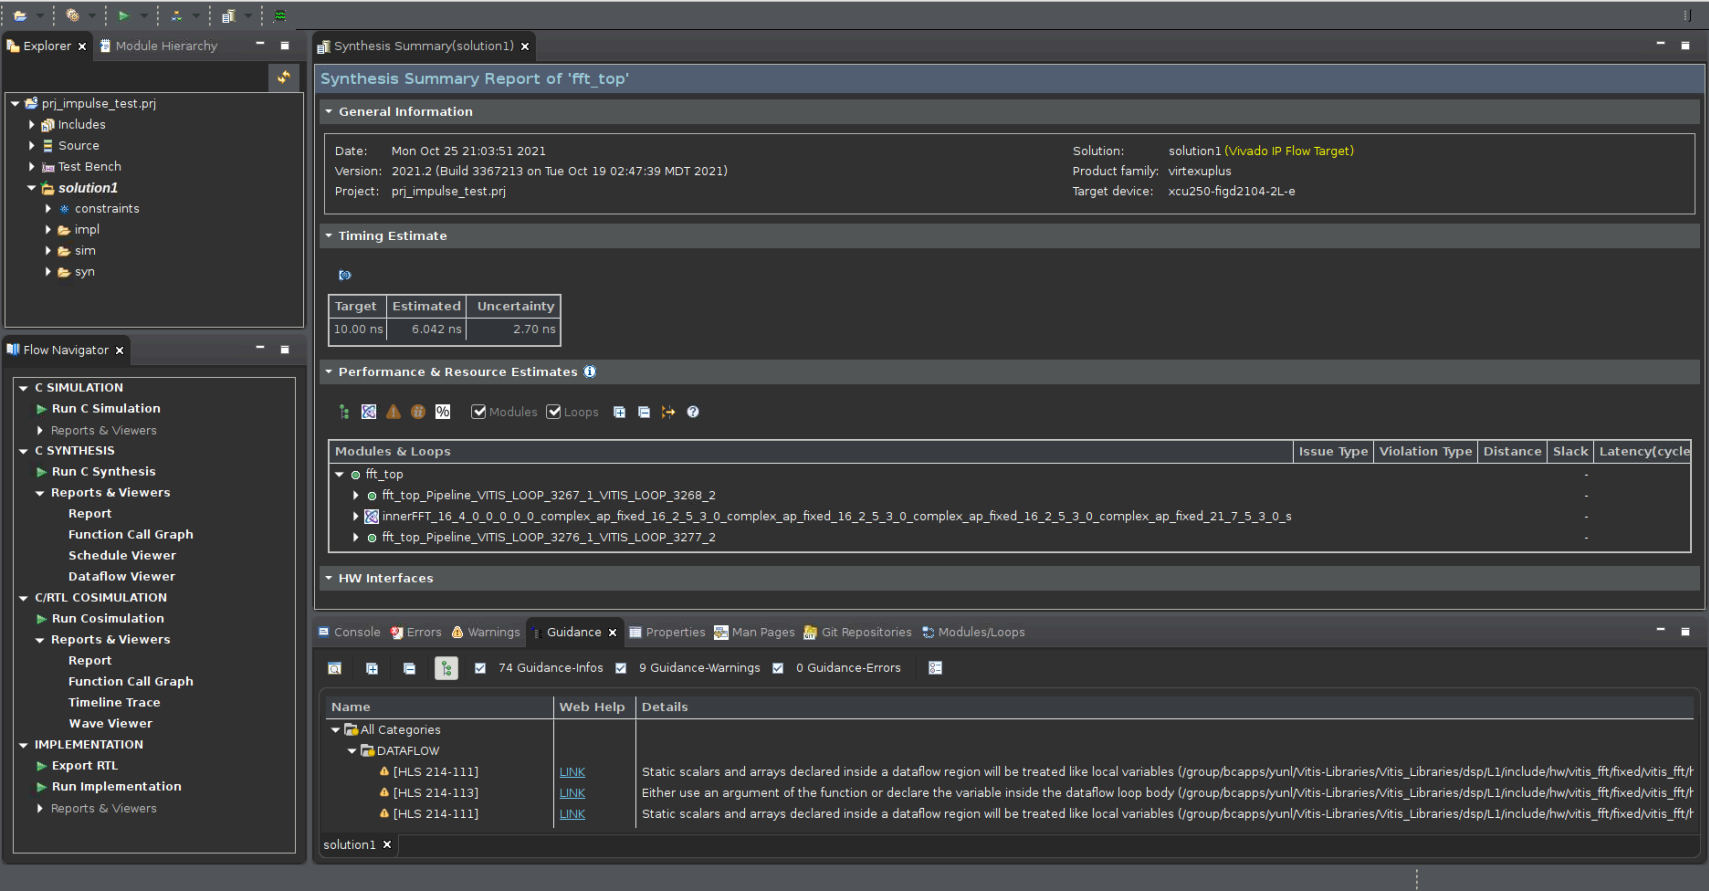 Explorer
Module Hierarchy
prj_impulse_test.prj
Includes
Source
Test Bench
solution1
constraints
impl
sim
syn
Flow Navigator
C SIMULATION
Run C Simulation
Reports & Viewers
C SYNTHESIS
Run C Synthesis
Reports & Viewers
Report
Function Call Graph
Schedule Viewer
Dataflow Viewer
C/RTL COSIMULATION
Run Cosimulation
Reports & Viewers
Report
Function Call Graph
Timeline Trace
Wave Viewer
IMPLEMENTATION
Export RTL
Run Implementation
Reports & Viewers
Synthesis Summary(solution1)
Synthesis Summary Report of 'fft_top'
General Information
Date: Mon Oct 25 21:03:51 2021
Version: 2021.2 (Build 3367213 on Tue Oct 19 02:47:39 MDT 2021)
Project: prj_impulse_test.prj
Solution: solution1 (Vivado IP Flow Target)
Product family: virtexuplus
Target device: xcu250-figd2104-2L-e
Timing Estimate
Target Estimated Uncertainty
10.00 ns 6.042 ns 2.70 ns
Performance & Resource Estimates
% Modules Loops
Modules & Loops Issue Type Violation Type Distance Slack Latency(cycle
fft_top -
fft_top_Pipeline_VITIS_LOOP_3267_1_VITIS_LOOP_3268_2 -
innerFFT_16_4_0_0_0_0_0_complex_ap_fixed_16_2_5_3_0_complex_ap_fixed_16_2_5_3_0_complex_ap_fixed_16_2_5_3_0_complex_ap_fixed_21_7_5_3_0_s -
fft_top_Pipeline_VITIS_LOOP_3276_1_VITIS_LOOP_3277_2 -
HW Interfaces
Console Errors Warnings Guidance Properties Man Pages Git Repositories Modules/Loops
74 Guidance-Infos 9 Guidance-Warnings 0 Guidance-Errors
Name Web Help Details
All Categories
DATAFLOW
[HLS 214-111] LINK Static scalars and arrays declared inside a dataflow region will be treated like local variables (/group/bcapps/yunl/Vitis-Libraries/Vitis_Libraries/dsp/L1/include/hw/vitis_fft/fixed/vitis_fft/h
[HLS 214-113] LINK Either use an argument of the function or declare the variable inside the dataflow loop body (/group/bcapps/yunl/Vitis-Libraries/Vitis_Libraries/dsp/L1/include/hw/vitis_fft/fixed/vitis_fft/h
[HLS 214-111] LINK Static scalars and arrays declared inside a dataflow region will be treated like local variables (/group/bcapps/yunl/Vitis-Libraries/Vitis_Libraries/dsp/L1/include/hw/vitis_fft/fixed/vitis_fft/h
solution1